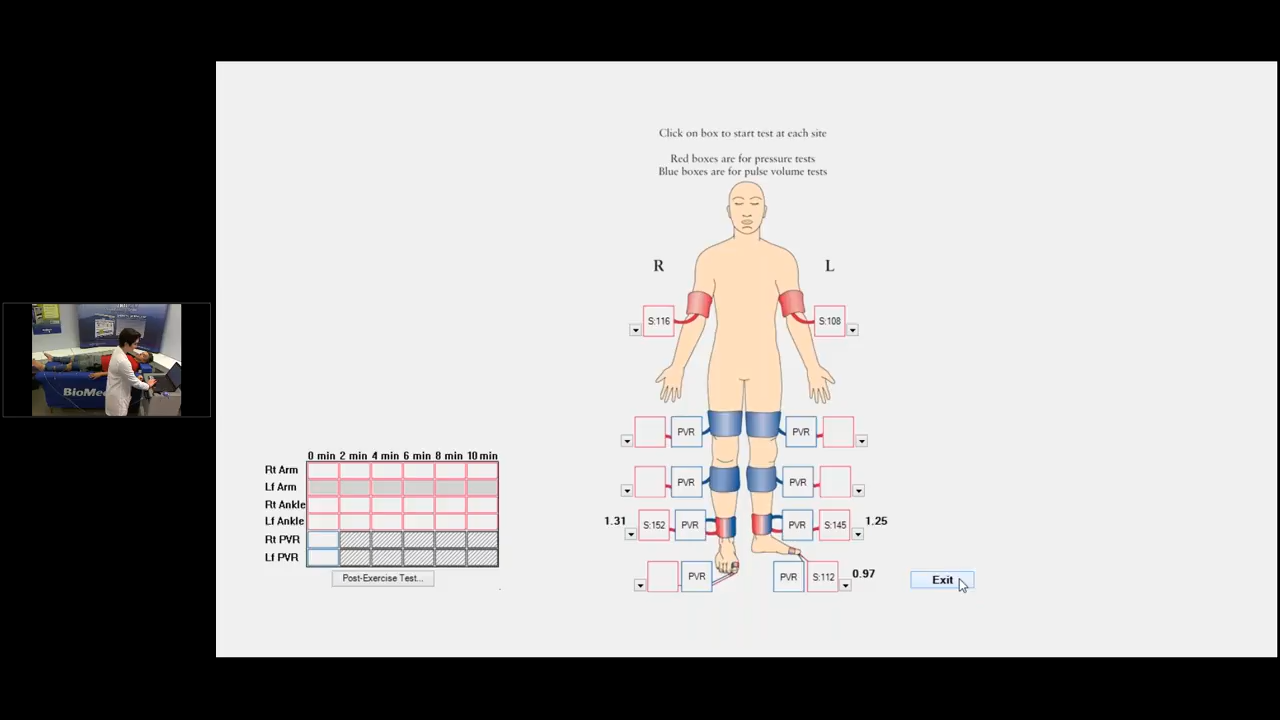 Click on box to start test at each site
Red boxes are for pressure tests
Blue boxes are for pulse volume tests
R
L
S:116
S:108
PVR
PVR
PVR
PVR
1.31
S:152
PVR
PVR
S:145
1.25
PVR
PVR
S:112
0.97
Exit
0 min 2 min 4 min 6 min 8 min 10 min
Rt Arm
Lf Arm
Rt Ankle
Lf Ankle
Rt PVR
Lf PVR
Post-Exercise Test...
BioMed